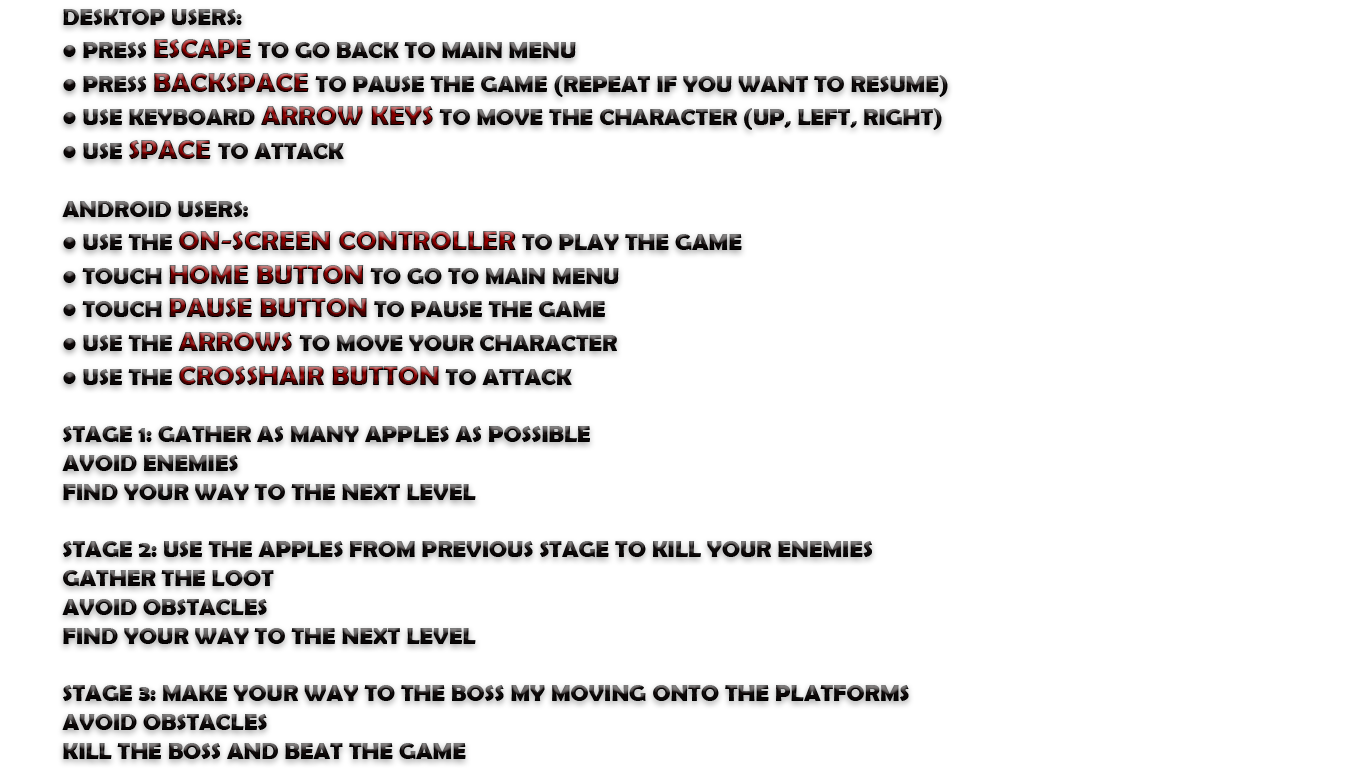 DESKTOP USERS:
• PRESS ESCAPE TO GO BACK TO MAIN MENU
• PRESS BACKSPACE TO PAUSE THE GAME (REPEAT IF YOU WANT TO RESUME)
• USE KEYBOARD ARROW KEYS TO MOVE THE CHARACTER (UP, LEFT, RIGHT)
• USE SPACE TO ATTACK
ANDROID USERS:
• USE THE ON-SCREEN CONTROLLER TO PLAY THE GAME
• TOUCH HOME BUTTON TO GO TO MAIN MENU
• TOUCH PAUSE BUTTON TO PAUSE THE GAME
• USE THE ARROWS TO MOVE YOUR CHARACTER
• USE THE CROSSHAIR BUTTON TO ATTACK
STAGE 1: GATHER AS MANY APPLES AS POSSIBLE
AVOID ENEMIES
FIND YOUR WAY TO THE NEXT LEVEL
STAGE 2: USE THE APPLES FROM PREVIOUS STAGE TO KILL YOUR ENEMIES
GATHER THE LOOT
AVOID OBSTACLES
FIND YOUR WAY TO THE NEXT LEVEL
STAGE 3: MAKE YOUR WAY TO THE BOSS MY MOVING ONTO THE PLATFORMS
AVOID OBSTACLES
KILL THE BOSS AND BEAT THE GAME